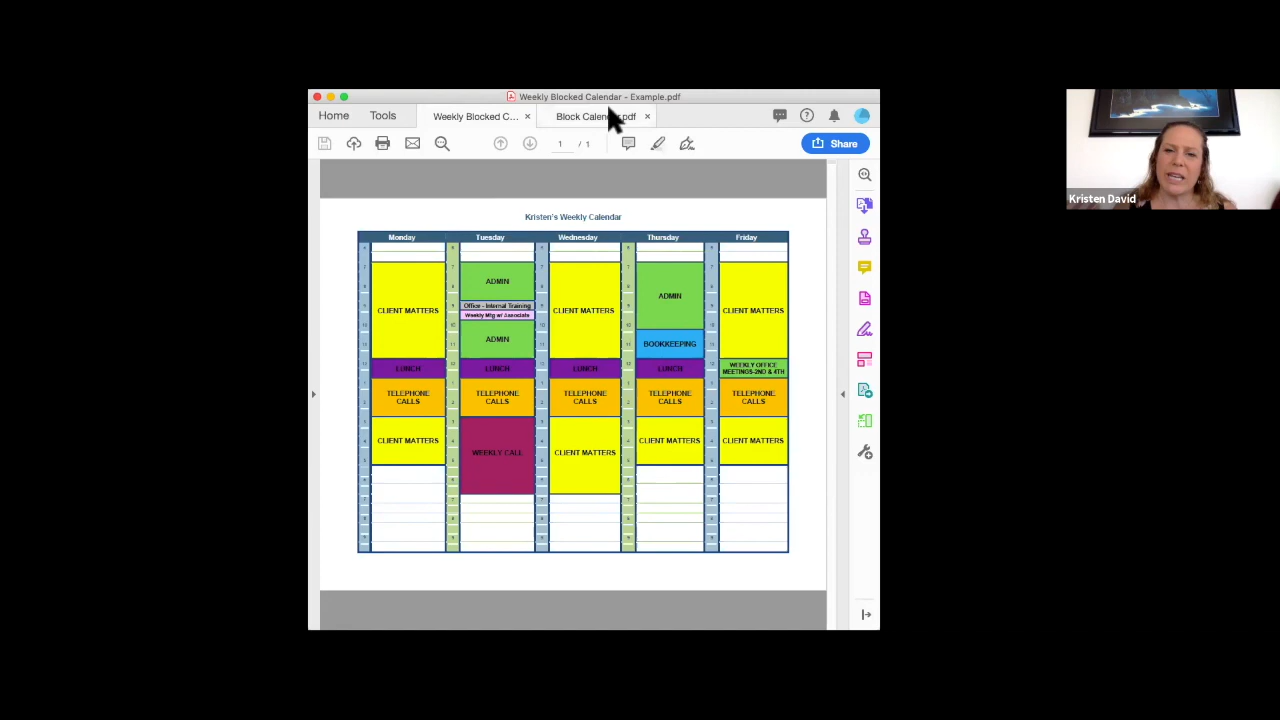 Weekly Blocked Calendar - Example.pdf
Home
Tools
Weekly Blocked C...
1 / 1
Share
Kristen David
Kristen's Weekly Calendar
Monday
Tuesday
Wednesday
Thursday
Friday
CLIENT MATTERS
ADMIN
Office - Internal Training
Weekly Mtg w/ Associate
ADMIN
CLIENT MATTERS
ADMIN
BOOKKEEPING
CLIENT MATTERS
LUNCH
LUNCH
LUNCH
LUNCH
WEEKLY OFFICE
MEETINGS-2ND & 4TH
TELEPHONE
CALLS
TELEPHONE
CALLS
TELEPHONE
CALLS
TELEPHONE
CALLS
TELEPHONE
CALLS
CLIENT MATTERS
WEEKLY CALL
CLIENT MATTERS
CLIENT MATTERS
CLIENT MATTERS